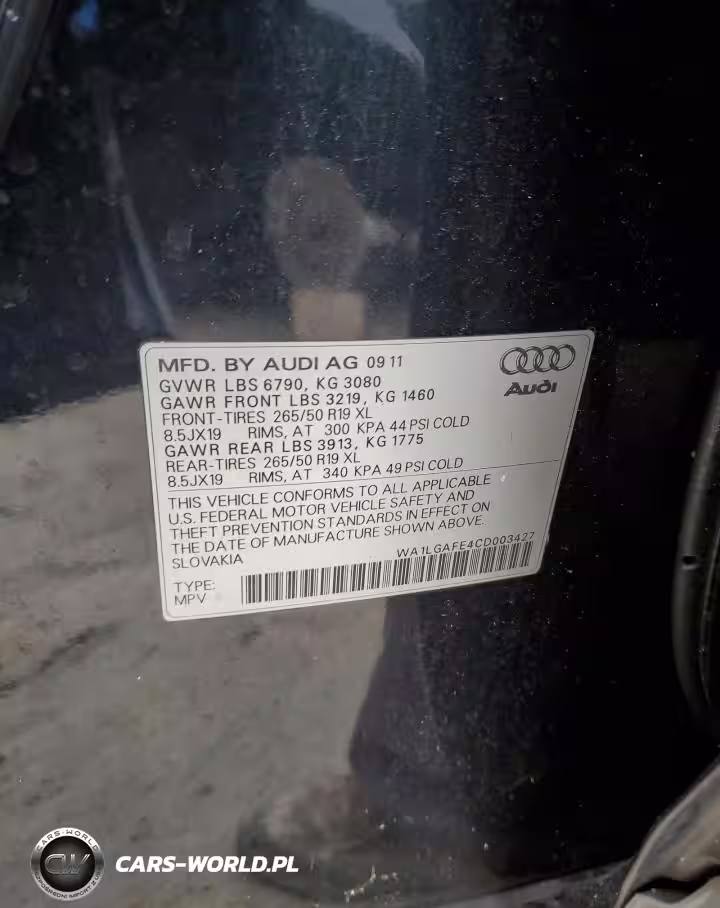 MFD. BY AUDI AG 09 11
GVWR LBS 6790, KG 3080
GAWR FRONT LBS 3219, KG 1460
FRONT-TIRES 265/50 R19 XL
8.5JX19 RIMS, AT 300 KPA 44 PSI COLD
GAWR REAR LBS 3913, KG 1775
REAR-TIRES 265/50 R19 XL
8.5JX19 RIMS, AT 340 KPA 49 PSI COLD
Audi
THIS VEHICLE CONFORMS TO ALL APPLICABLE
U.S. FEDERAL MOTOR VEHICLE SAFETY AND
THEFT PREVENTION STANDARDS IN EFFECT ON
THE DATE OF MANUFACTURE SHOWN ABOVE.
SLOVAKIA WA1LGAFE4CD003427
TYPE:
MPV
CARS-WORLD
CW
CARS-WORLD.PL